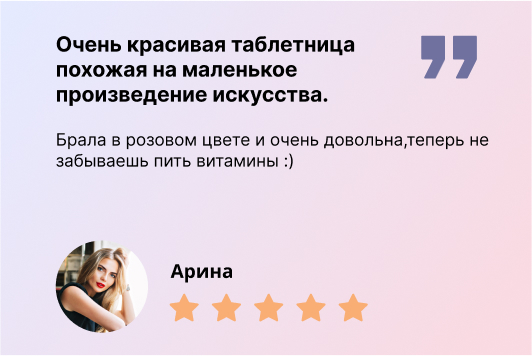 Очень красивая таблетница
похожая на маленькое
произведение искусства.
Брала в розовом цвете и очень довольна,теперь не
забываешь пить витамины :)
Арина